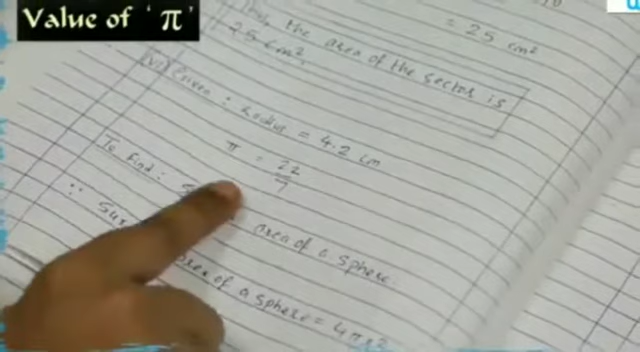 Value of 'π'
= 25 cm²
the area of the sector is
25 cm².
(vi) Given : Radius = 4.2 cm
π = 22/7
To find : area of a sphere
∵ area of a sphere = 4πr²